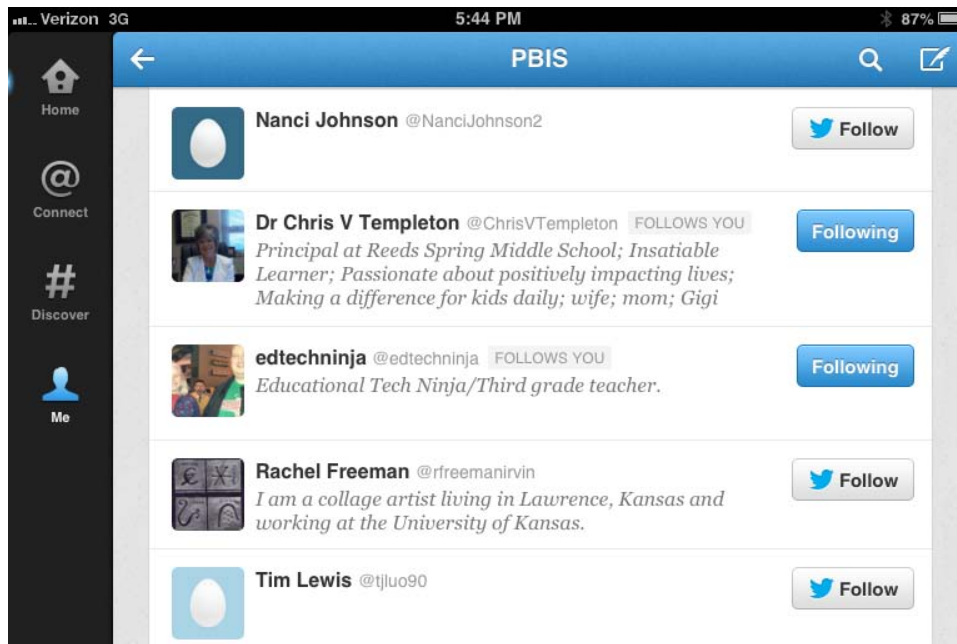 Verizon 3G 5:44 PM 87%
PBIS
Home
@
Connect
#
Discover
Me
Nanci Johnson @NanciJohnson2
Follow
Dr Chris V Templeton @ChrisVTempleton FOLLOWS YOU
Following
Principal at Reeds Spring Middle School; Insatiable
Learner; Passionate about positively impacting lives;
Making a difference for kids daily; wife; mom; Gigi
edtechninja @edtechninja FOLLOWS YOU
Following
Educational Tech Ninja/Third grade teacher.
Rachel Freeman @rfreemanirvin
Follow
I am a collage artist living in Lawrence, Kansas and
working at the University of Kansas.
Tim Lewis @tjluo90
Follow